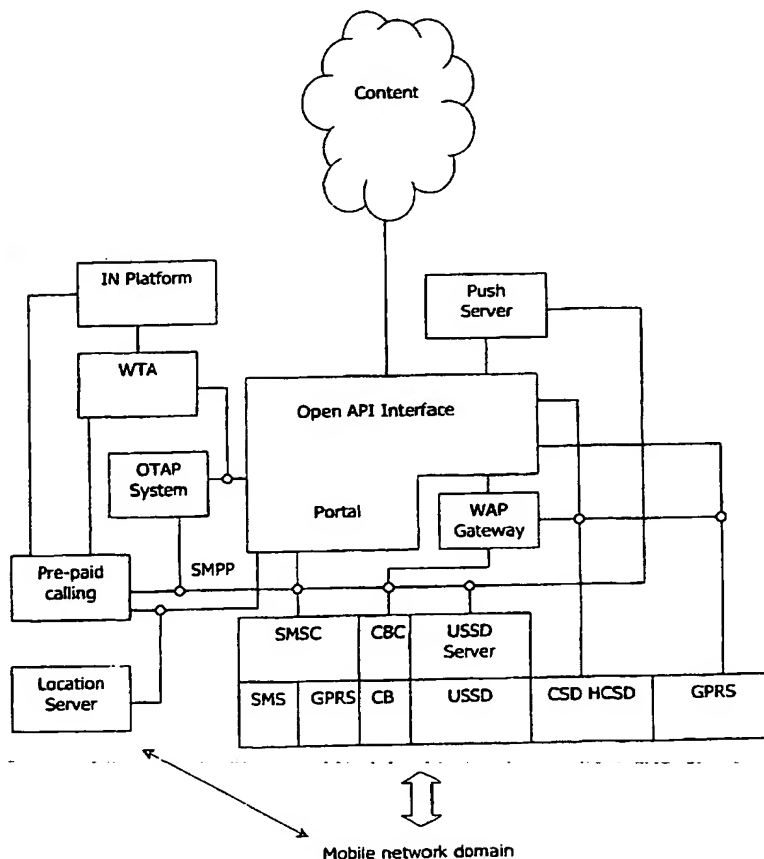 Content
IN Platform
Push
Server
WTA
Open API Interface
OTAP
System
Portal
WAP
Gateway
SMPP
Pre-paid
calling
SMSC
CBC
USSD
Server
Location
Server
SMS
GPRS
CB
USSD
CSD HCSD
GPRS
Mobile network domain